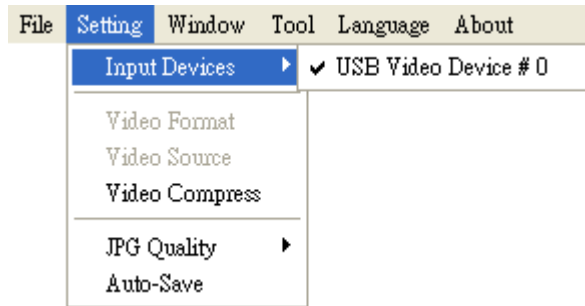 File Setting Window Tool Language About
Input Devices ✔ USB Video Device # 0
Video Format
Video Source
Video Compress
JPG Quality
Auto-Save